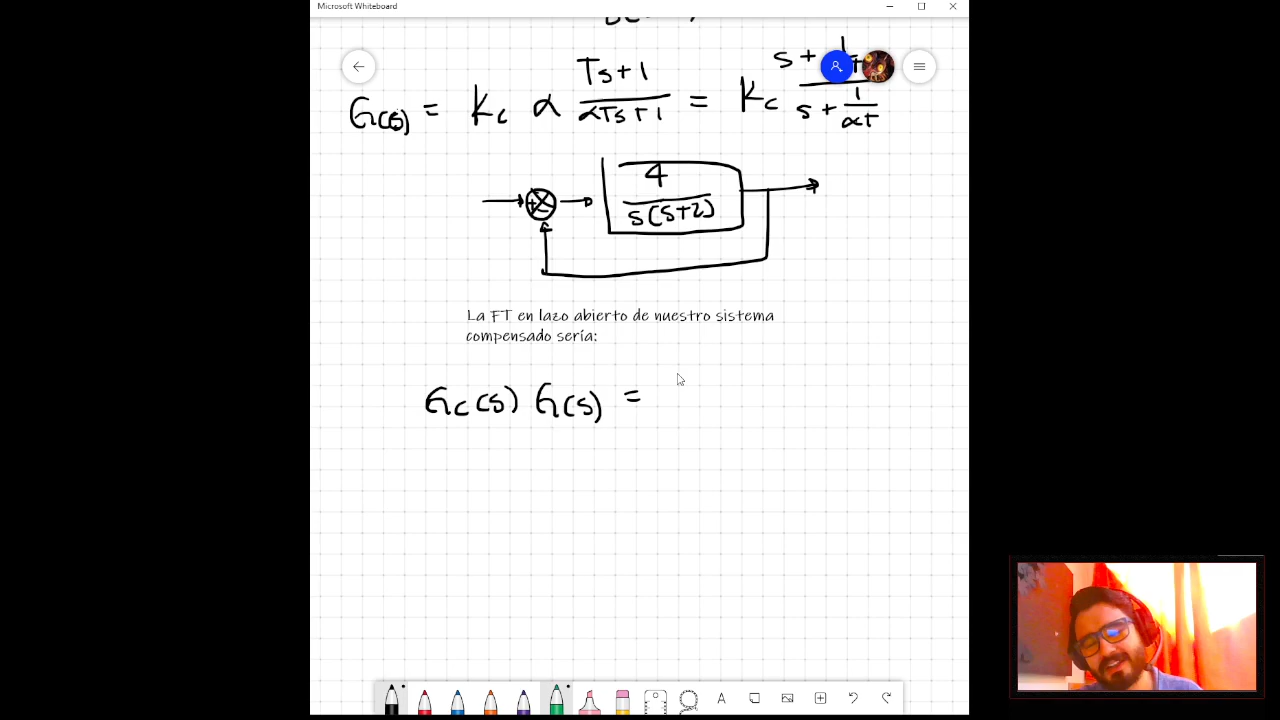 Microsoft Whiteboard
G(s) = Kc α (Ts+1)/(αTs+1) = Kc (s + 1/T)/(s + 1/αT)
4/(s(s+2))
+ -
La FT en lazo abierto de nuestro sistema
compensado sería:
Gc(s) G(s) =
A